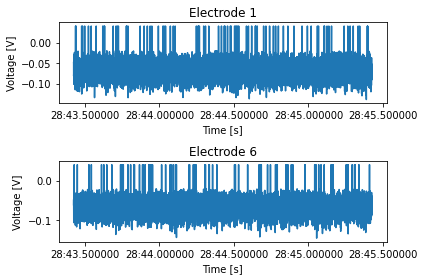 Electrode 1
0.00
−0.05
−0.10
Voltage [V]
28:43.500000 28:44.000000 28:44.500000 28:45.000000 28:45.500000
Time [s]
Electrode 6
0.0
−0.1
Voltage [V]
28:43.500000 28:44.000000 28:44.500000 28:45.000000 28:45.500000
Time [s]